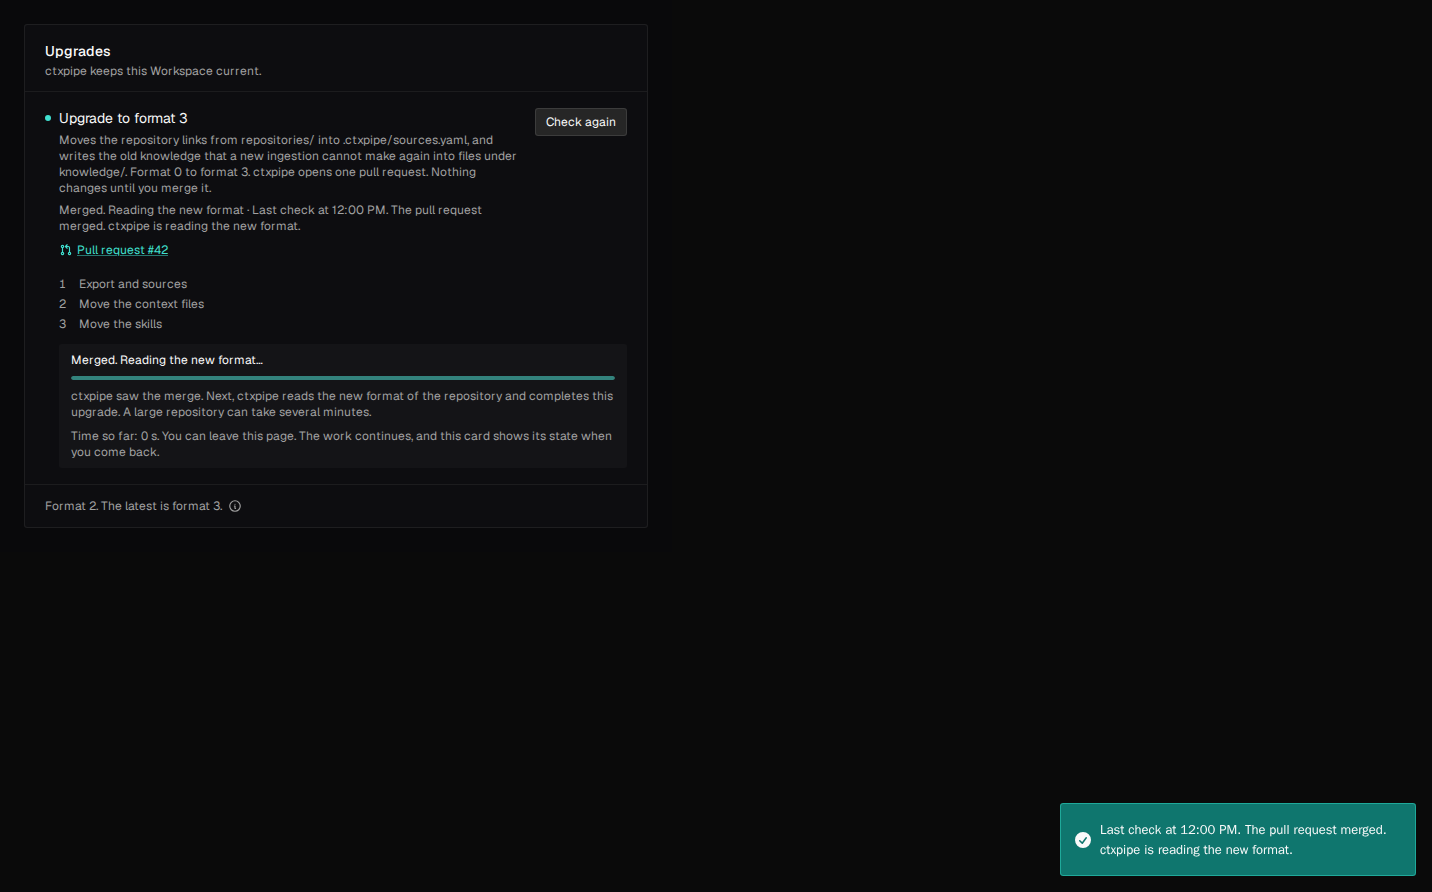 Upgrades
ctxpipe keeps this Workspace current.
Upgrade to format 3
Check again
Moves the repository links from repositories/ into .ctxpipe/sources.yaml, and
writes the old knowledge that a new ingestion cannot make again into files under
knowledge/. Format 0 to format 3. ctxpipe opens one pull request. Nothing
changes until you merge it.
Merged. Reading the new format · Last check at 12:00 PM. The pull request
merged. ctxpipe is reading the new format.
Pull request #42
1 Export and sources
2 Move the context files
3 Move the skills
Merged. Reading the new format…
ctxpipe saw the merge. Next, ctxpipe reads the new format of the repository and completes this
upgrade. A large repository can take several minutes.
Time so far: 0 s. You can leave this page. The work continues, and this card shows its state when
you come back.
Format 2. The latest is format 3.
Last check at 12:00 PM. The pull request merged.
ctxpipe is reading the new format.